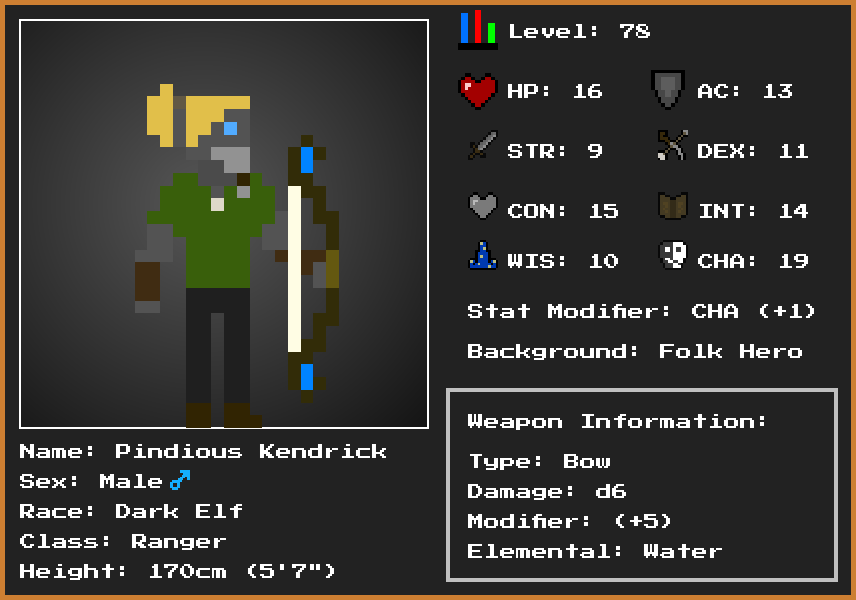 Level: 78
HP: 16 AC: 13
STR: 9 DEX: 11
CON: 15 INT: 14
WIS: 10 CHA: 19
Stat Modifier: CHA (+1)
Background: Folk Hero
Weapon Information:
Type: Bow
Damage: d6
Modifier: (+5)
Elemental: Water
Name: Pindious Kendrick
Sex: Male ♂
Race: Dark Elf
Class: Ranger
Height: 170cm (5'7")